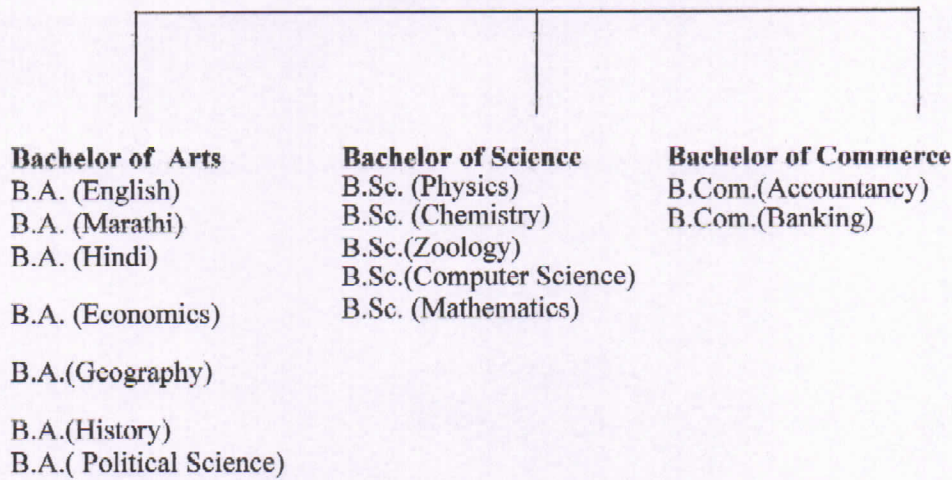 Bachelor of Arts
B.A. (English)
B.A. (Marathi)
B.A. (Hindi)
B.A. (Economics)
B.A.(Geography)
B.A.(History)
B.A.( Political Science)
Bachelor of Science
B.Sc. (Physics)
B.Sc. (Chemistry)
B.Sc.(Zoology)
B.Sc.(Computer Science)
B.Sc. (Mathematics)
Bachelor of Commerce
B.Com.(Accountancy)
B.Com.(Banking)